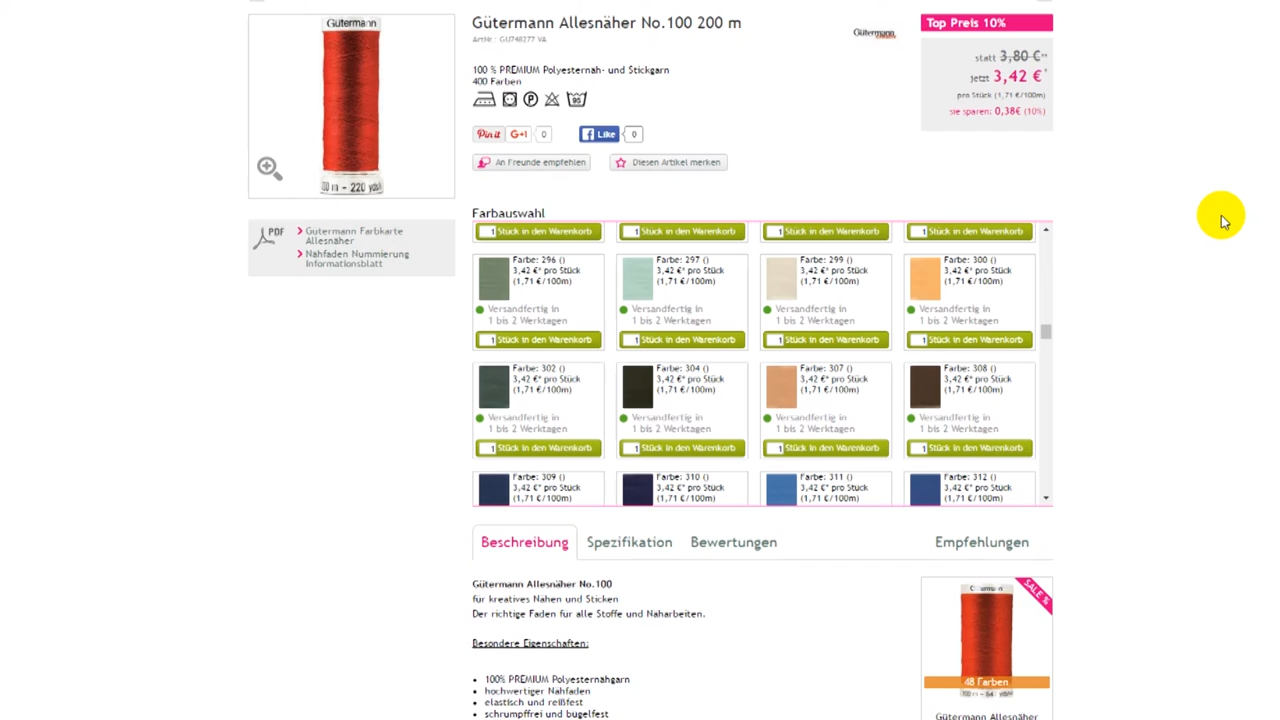 Gütermann
100 m - 220 yds
PDF
Gütermann Farbkarte
Allesnäher
Nähfaden Nummierung
Informationsblatt
Gütermann Allesnäher No.100 200 m
ArtNr.: GU748277 VA
100 % PREMIUM Polyesternäh- und Stickgarn
400 Farben
P
95
Pin it G+1 0 Like 0
An Freunde empfehlen Diesen Artikel merken
Gütermann
Top Preis 10%
statt 3,80 €**
jetzt 3,42 €*
pro Stück (1,71 €/100m)
sie sparen: 0,38€ (10%)
Farbauswahl
1 Stück in den Warenkorb 1 Stück in den Warenkorb 1 Stück in den Warenkorb 1 Stück in den Warenkorb
Farbe: 296 () Farbe: 297 () Farbe: 299 () Farbe: 300 ()
3,42 €* pro Stück 3,42 €* pro Stück 3,42 €* pro Stück 3,42 €* pro Stück
(1,71 €/100m) (1,71 €/100m) (1,71 €/100m) (1,71 €/100m)
Versandfertig in Versandfertig in Versandfertig in Versandfertig in
1 bis 2 Werktagen 1 bis 2 Werktagen 1 bis 2 Werktagen 1 bis 2 Werktagen
1 Stück in den Warenkorb 1 Stück in den Warenkorb 1 Stück in den Warenkorb 1 Stück in den Warenkorb
Farbe: 302 () Farbe: 304 () Farbe: 307 () Farbe: 308 ()
3,42 €* pro Stück 3,42 €* pro Stück 3,42 €* pro Stück 3,42 €* pro Stück
(1,71 €/100m) (1,71 €/100m) (1,71 €/100m) (1,71 €/100m)
Versandfertig in Versandfertig in Versandfertig in Versandfertig in
1 bis 2 Werktagen 1 bis 2 Werktagen 1 bis 2 Werktagen 1 bis 2 Werktagen
1 Stück in den Warenkorb 1 Stück in den Warenkorb 1 Stück in den Warenkorb 1 Stück in den Warenkorb
Farbe: 309 () Farbe: 310 () Farbe: 311 () Farbe: 312 ()
3,42 €* pro Stück 3,42 €* pro Stück 3,42 €* pro Stück 3,42 €* pro Stück
(1,71 €/100m) (1,71 €/100m) (1,71 €/100m) (1,71 €/100m)
Beschreibung Spezifikation Bewertungen Empfehlungen
Gütermann Allesnäher No.100
für kreatives Nähen und Sticken
Der richtige Faden für alle Stoffe und Näharbeiten.
Besondere Eigenschaften:
100% PREMIUM Polyesternähgarn
hochwertiger Nähfaden
elastisch und reißfest
schrumpffrei und bügelfest
SALE %
48 Farben
Gütermann Allesnäher